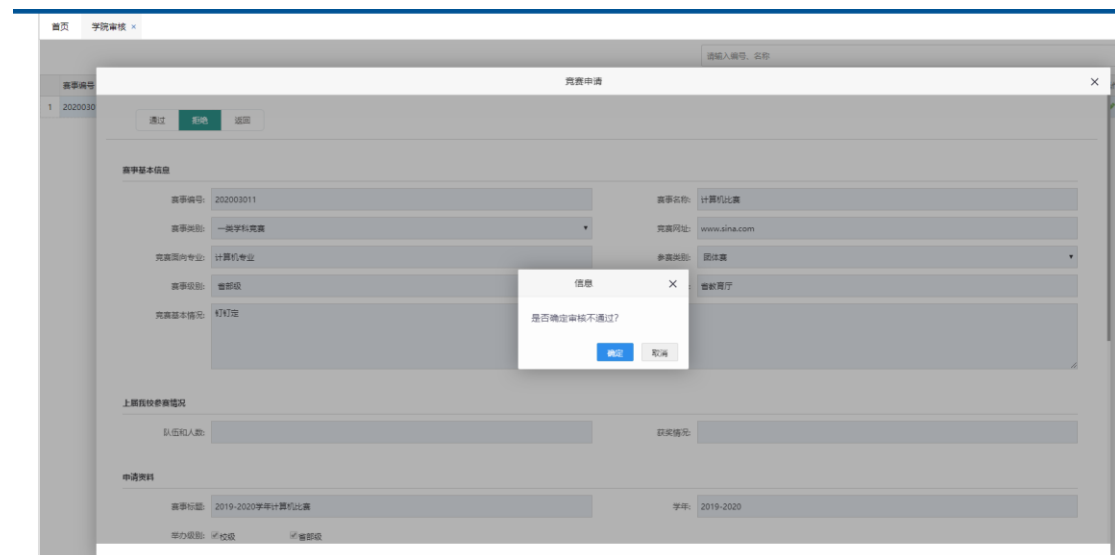 首页 学院审核 ×
请输入编号、名称
赛事编号 竞赛申请
1 2020030
通过 拒绝 返回
赛事基本信息
赛事编号: 202003011 赛事名称: 计算机比赛
赛事类别: 一类学科竞赛 竞赛网址: www.sina.com
竞赛面向专业: 计算机专业 参赛类别: 团体赛
赛事级别: 省部级 : 省教育厅
竞赛基本情况: 钉钉定
信息
是否确定审核不通过?
确定 取消
上届我校参赛情况
队伍和人数: 获奖情况:
申请资料
赛事标题: 2019-2020学年计算机比赛 学年: 2019-2020
举办级别: 校级 省部级